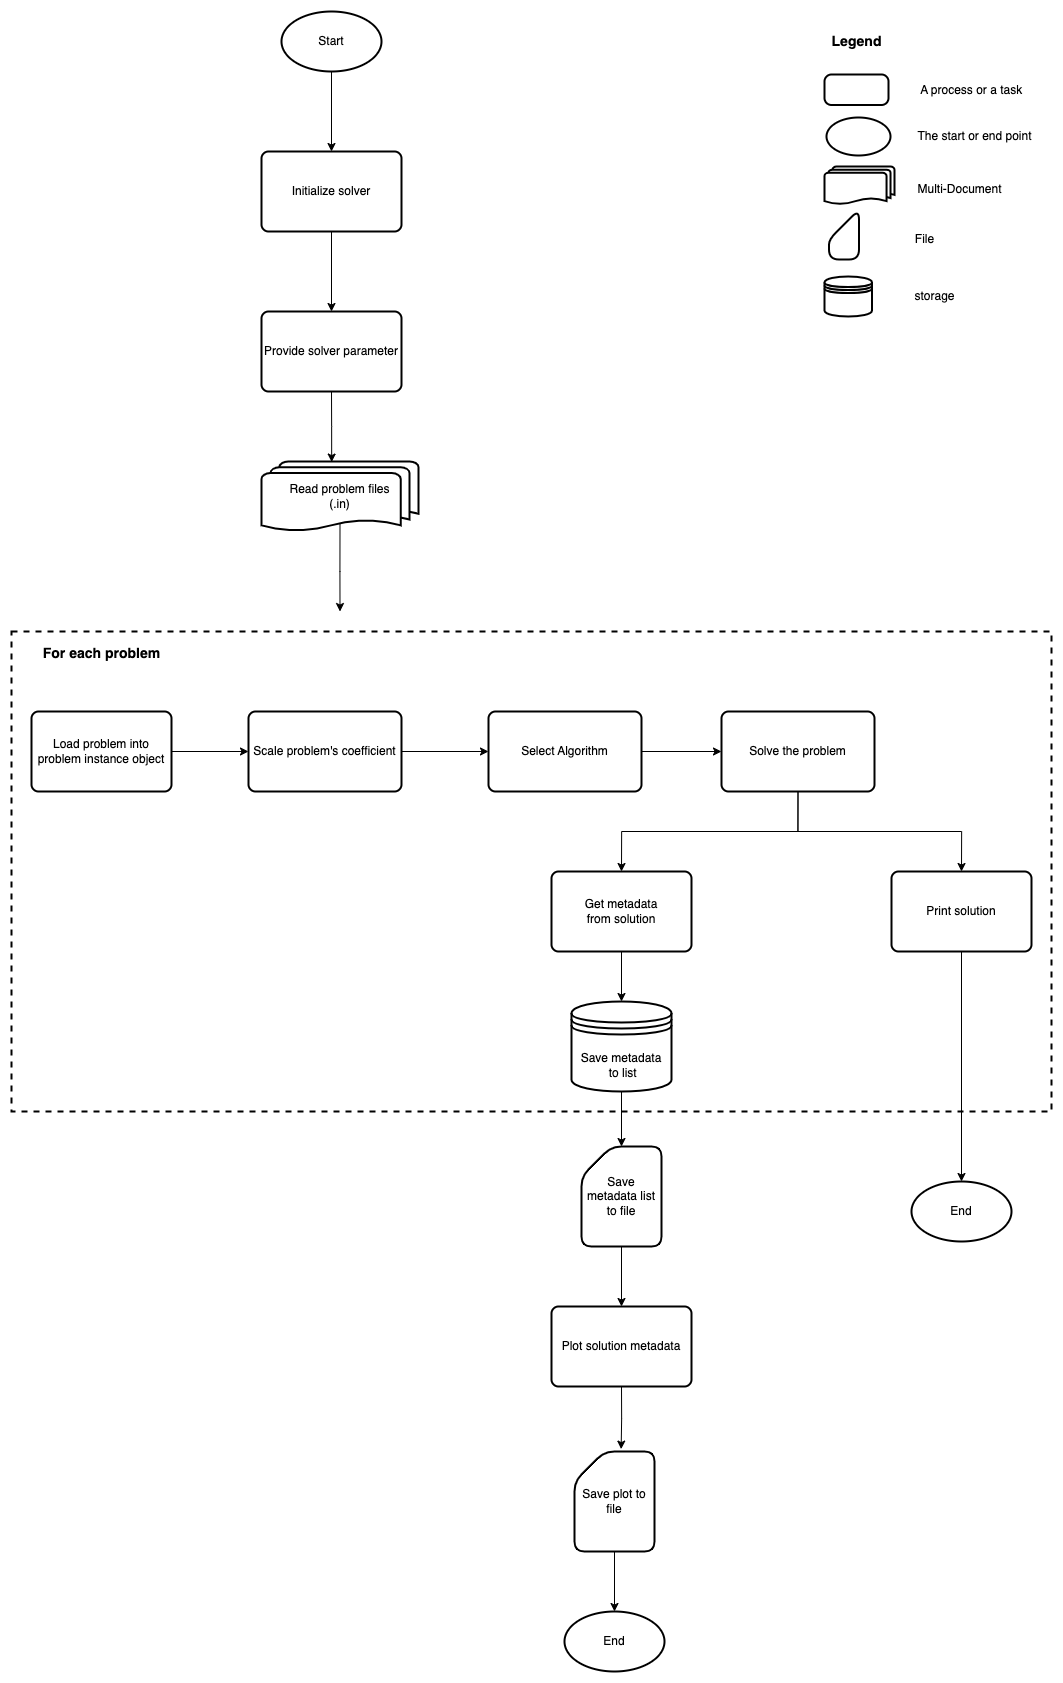 Start
Legend
A process or a task
The start or end point
Multi-Document
File
storage
Initialize solver
Provide solver parameter
Read problem files
(.in)
For each problem
Load problem into
problem instance object
Scale problem's coefficient
Select Algorithm
Solve the problem
Get metadata
from solution
Print solution
Save metadata
to list
Save
metadata list
to file
End
Plot solution metadata
Save plot to
file
End